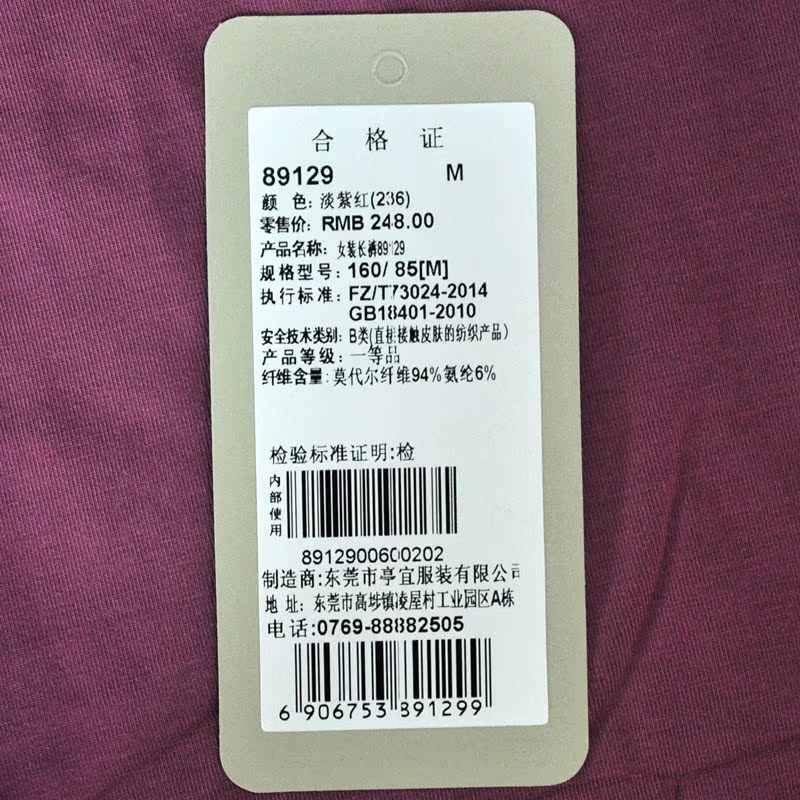 合 格 证
89129 M
颜 色: 淡紫红(236)
零售价: RMB 248.00
产品名称: 女装长裤89129
规格型号: 160/ 85[M]
执行标准: FZ/T73024-2014
GB18401-2010
安全技术类别: B类(直接接触皮肤的纺织产品)
产品等级: 一等品
纤维含量: 莫代尔纤维94% 氨纶6%
检验标准证明:检
内部使用
8912900600202
制造商:东莞市亭宜服装有限公司
地 址: 东莞市高埗镇凌屋村工业园区A栋
电话:0769-88882505
6 906753 891299